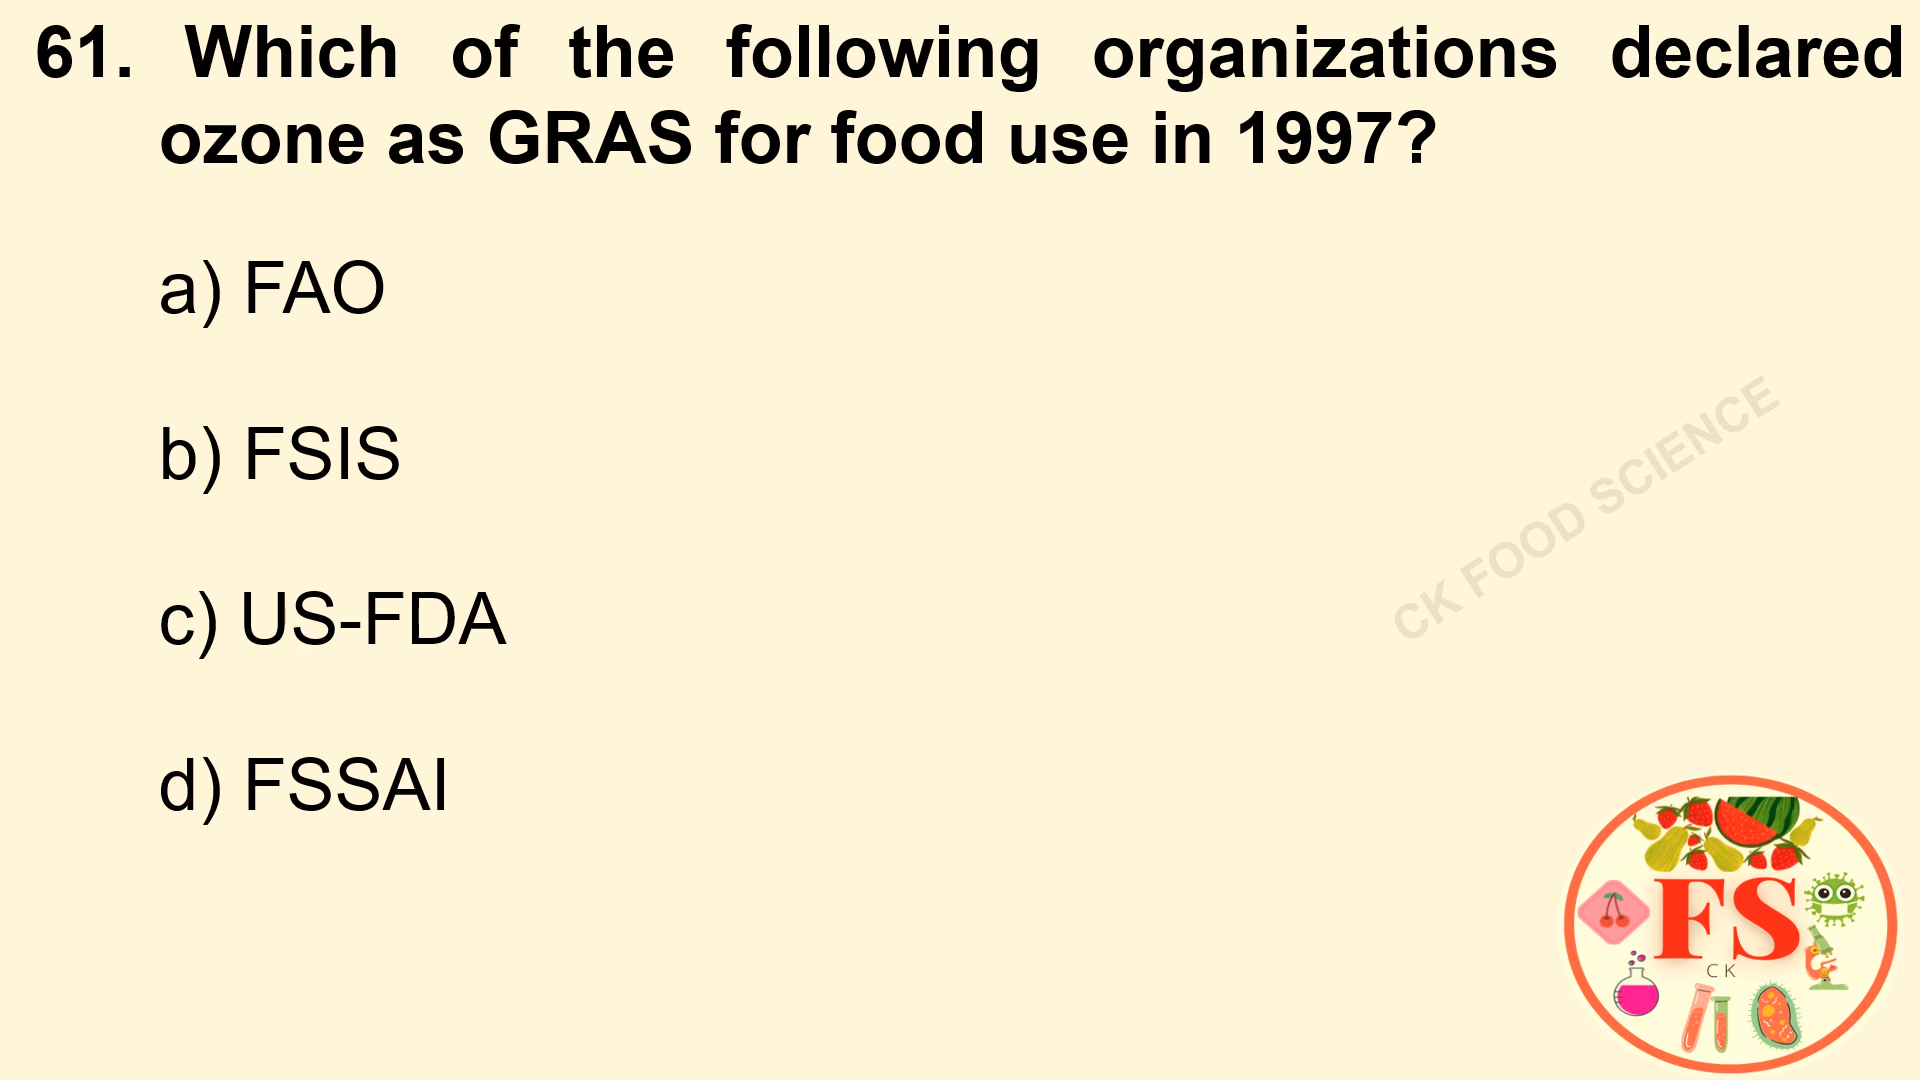 61. Which of the following organizations declared
ozone as GRAS for food use in 1997?
a) FAO
b) FSIS
c) US-FDA
d) FSSAI
CK FOOD SCIENCE
FS
CK